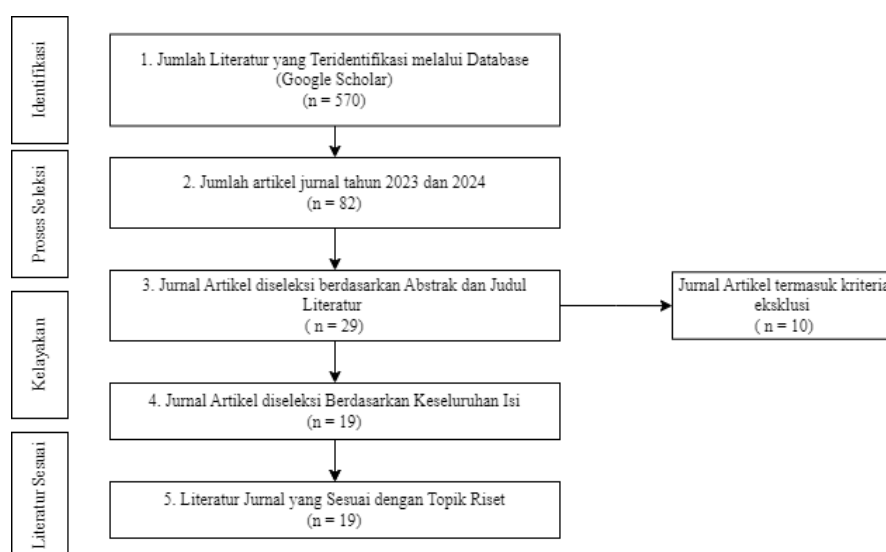 Identifikasi
1. Jumlah Literatur yang Teridentifikasi melalui Database
(Google Scholar)
(n = 570)
Proses Seleksi
2. Jumlah artikel jurnal tahun 2023 dan 2024
(n = 82)
Kelayakan
3. Jurnal Artikel diseleksi berdasarkan Abstrak dan Judul
Literatur
( n = 29)
Jurnal Artikel termasuk kriteria
eksklusi
( n = 10)
4. Jurnal Artikel diseleksi Berdasarkan Keseluruhan Isi
(n = 19)
Literatur Sesuai
5. Literatur Jurnal yang Sesuai dengan Topik Riset
(n = 19)